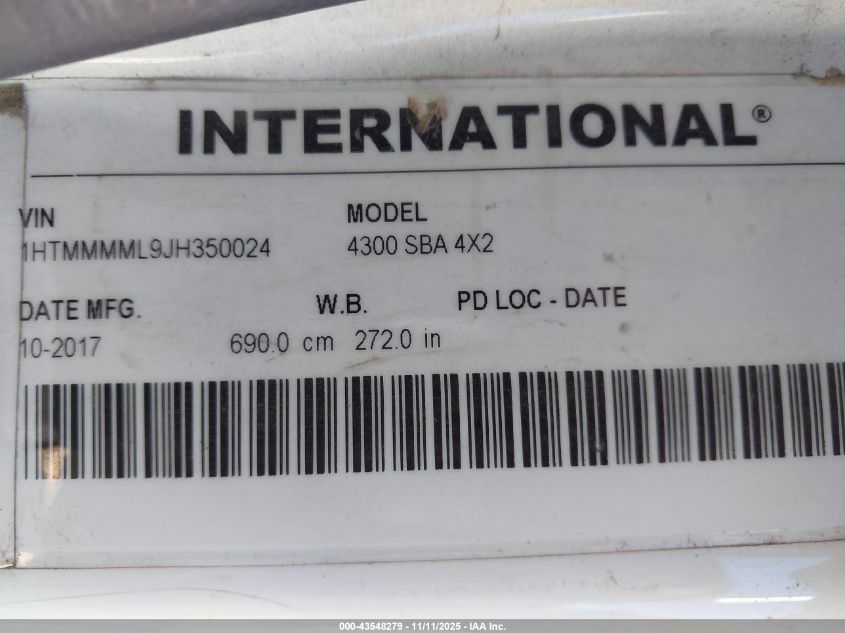 INTERNATIONAL®
VIN MODEL
1HTMMMML9JH350024 4300 SBA 4X2
DATE MFG. W.B. PD LOC - DATE
10-2017 690.0 cm 272.0 in
000-43548279 - 11/11/2025 - IAA Inc.